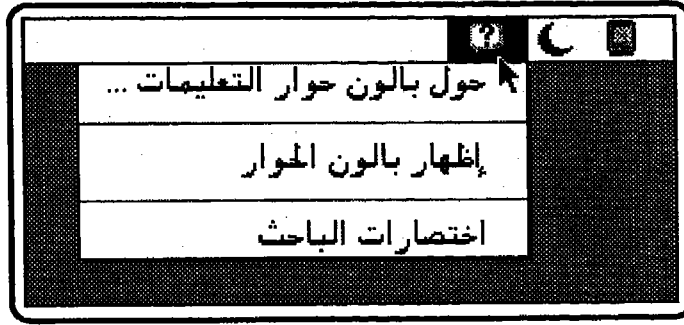 حول بالون حوار التعليمات ...
إظهار بالون الحوار
اختصارات الباحث